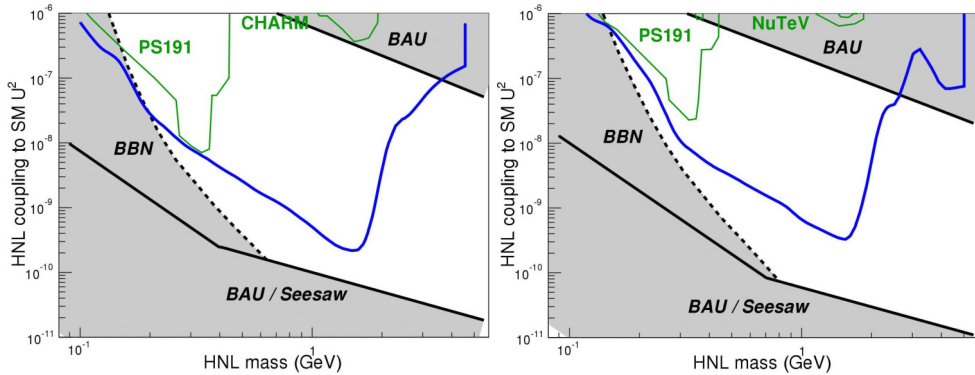 HNL coupling to SM U²
10⁻⁶
10⁻⁷
10⁻⁸
10⁻⁹
10⁻¹⁰
10⁻¹¹
PS191
CHARM
BAU
BBN
BAU / Seesaw
10⁻¹
1
HNL mass (GeV)
HNL coupling to SM U²
10⁻⁶
10⁻⁷
10⁻⁸
10⁻⁹
10⁻¹⁰
10⁻¹¹
PS191
NuTeV
BAU
BBN
BAU / Seesaw
10⁻¹
1
HNL mass (GeV)